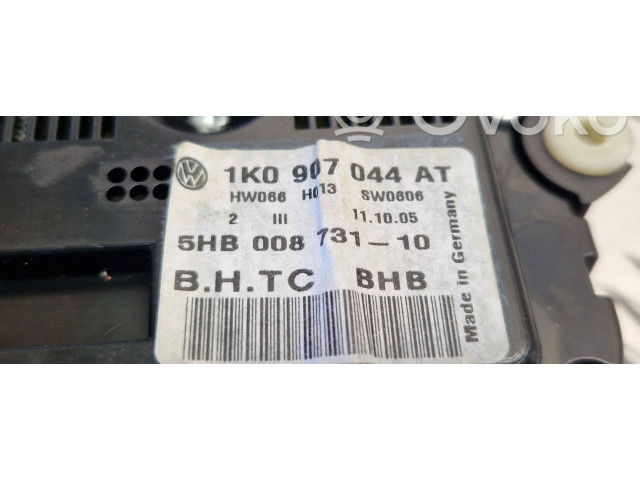 OVOKO
1K0 907 044 AT
HW066 H013 SW0606
2 III 11.10.05
5HB 008 731-10
B.H.TC BHB
Made in Germany